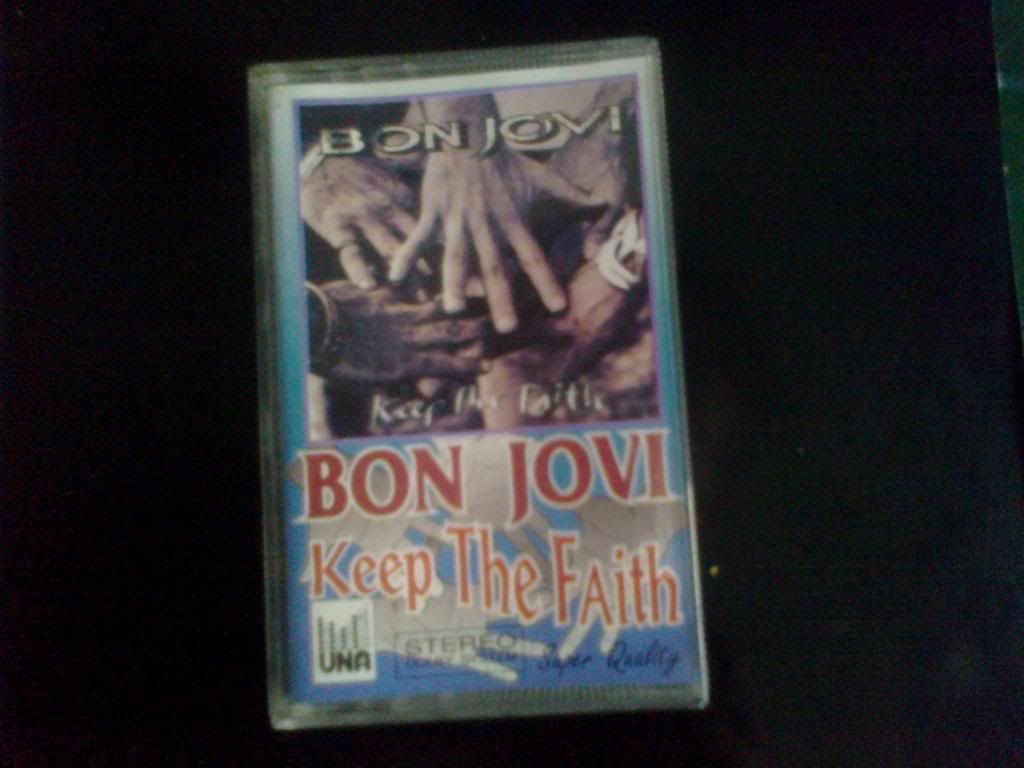 BON JOVI
Keep The Faith
BON JOVI
Keep The FAith
UNA
STEREO
Super Quality